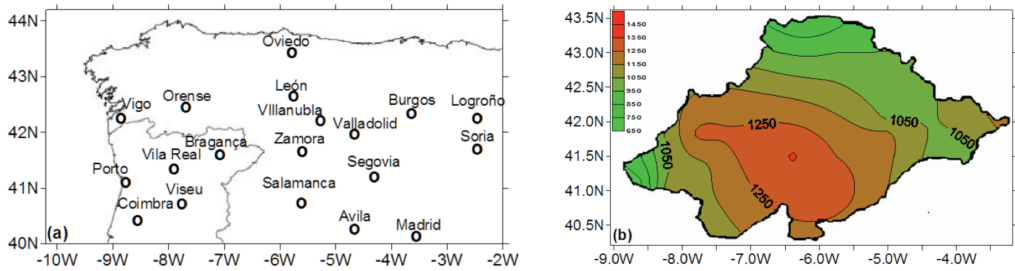 44N
43N
42N
41N
40N
Oviedo
León
VIllanubla
Vigo
Orense
Burgos
Logroño
Valladolid
Zamora
Soria
Bragança
Vila Real
Segovia
Porto
Viseu
Salamanca
Coimbra
Avila
Madrid
(a)
-10W -9W -8W -7W -6W -5W -4W -3W -2W
43.5N
43.0N
42.5N
42.0N
41.5N
41.0N
40.5N
1450
1350
1250
1150
1050
950
850
750
650
1250
1050
1050
1050
1250
(b)
-9.0W -8.0W -7.0W -6.0W -5.0W -4.0W